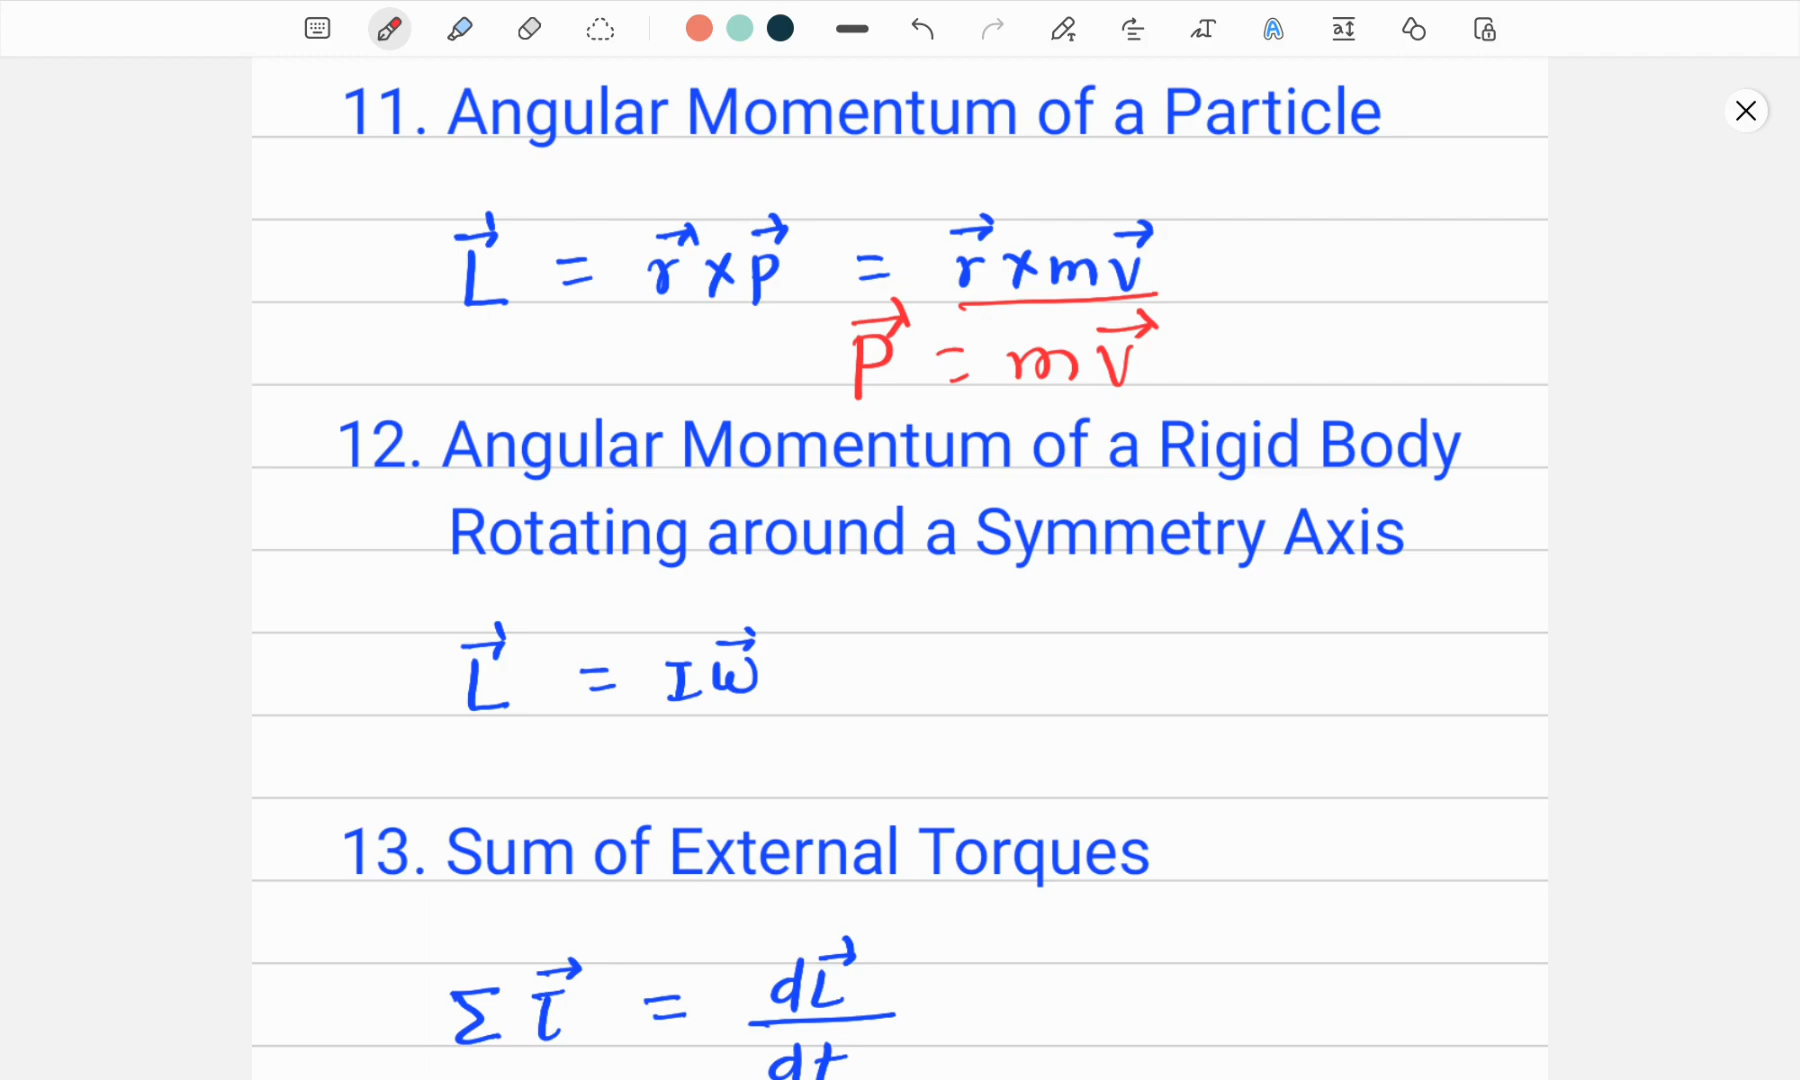 11. Angular Momentum of a Particle
L⃗ = r⃗ × p⃗ = r⃗ × m v⃗
P⃗ = m v⃗
12. Angular Momentum of a Rigid Body
Rotating around a Symmetry Axis
L⃗ = I ω⃗
13. Sum of External Torques
Σ τ⃗ = dL⃗
dt